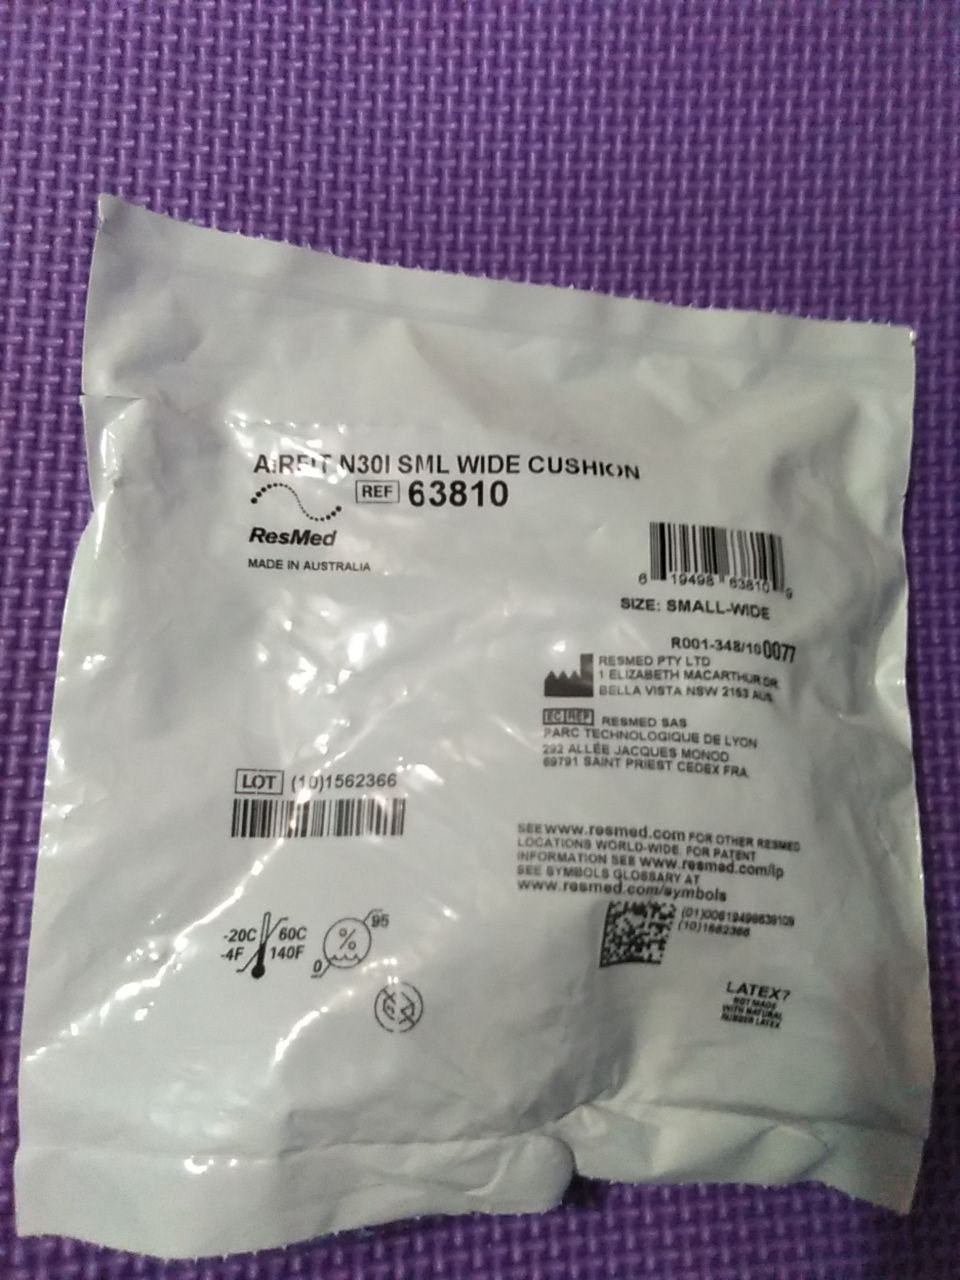 AIRFIT N30I SML WIDE CUSHION
REF 63810
ResMed
MADE IN AUSTRALIA
6 19498 63810 9
SIZE: SMALL-WIDE
R001-348/10 0077
RESMED PTY LTD
1 ELIZABETH MACARTHUR DR
BELLA VISTA NSW 2153 AUS
EC REP RESMED SAS
PARC TECHNOLOGIQUE DE LYON
292 ALLÉE JACQUES MONOD
69791 SAINT PRIEST CEDEX FRA
LOT (10)1562366
SEE www.resmed.com FOR OTHER RESMED
LOCATIONS WORLD-WIDE. FOR PATENT
INFORMATION SEE www.resmed.com/ip
SEE SYMBOLS GLOSSARY AT
www.resmed.com/symbols
(01)00619498638109
(10)1562366
-20C 60C
-4F 140F
95
%
0
LATEX?
NOT MADE
WITH NATURAL
RUBBER LATEX